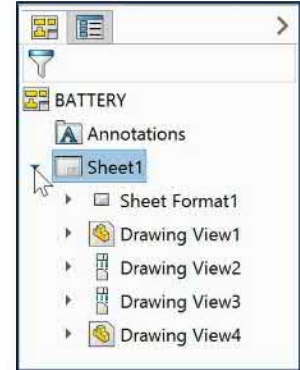 BATTERY
Annotations
Sheet1
Sheet Format1
Drawing View1
Drawing View2
Drawing View3
Drawing View4